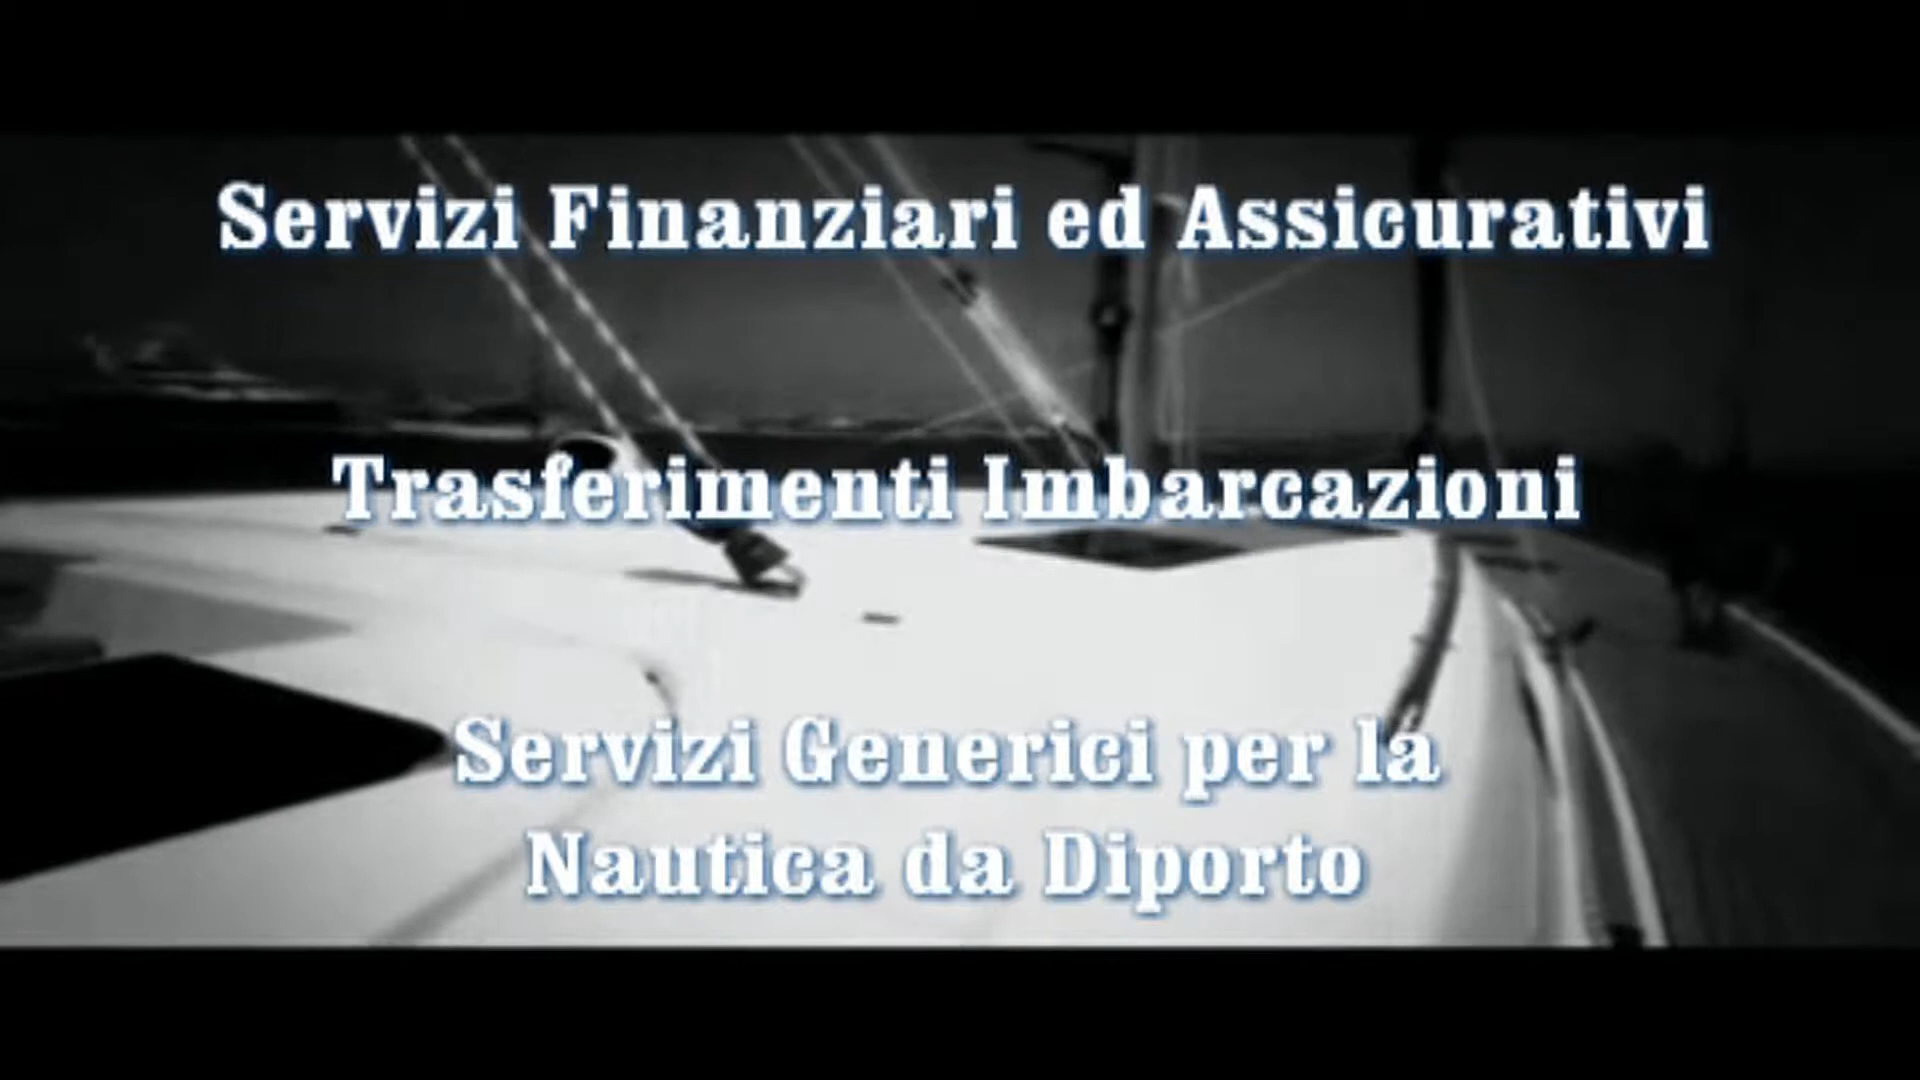 Servizi Finanziari ed Assicurativi
Trasferimenti Imbarcazioni
Servizi Generici per la
Nautica da Diporto